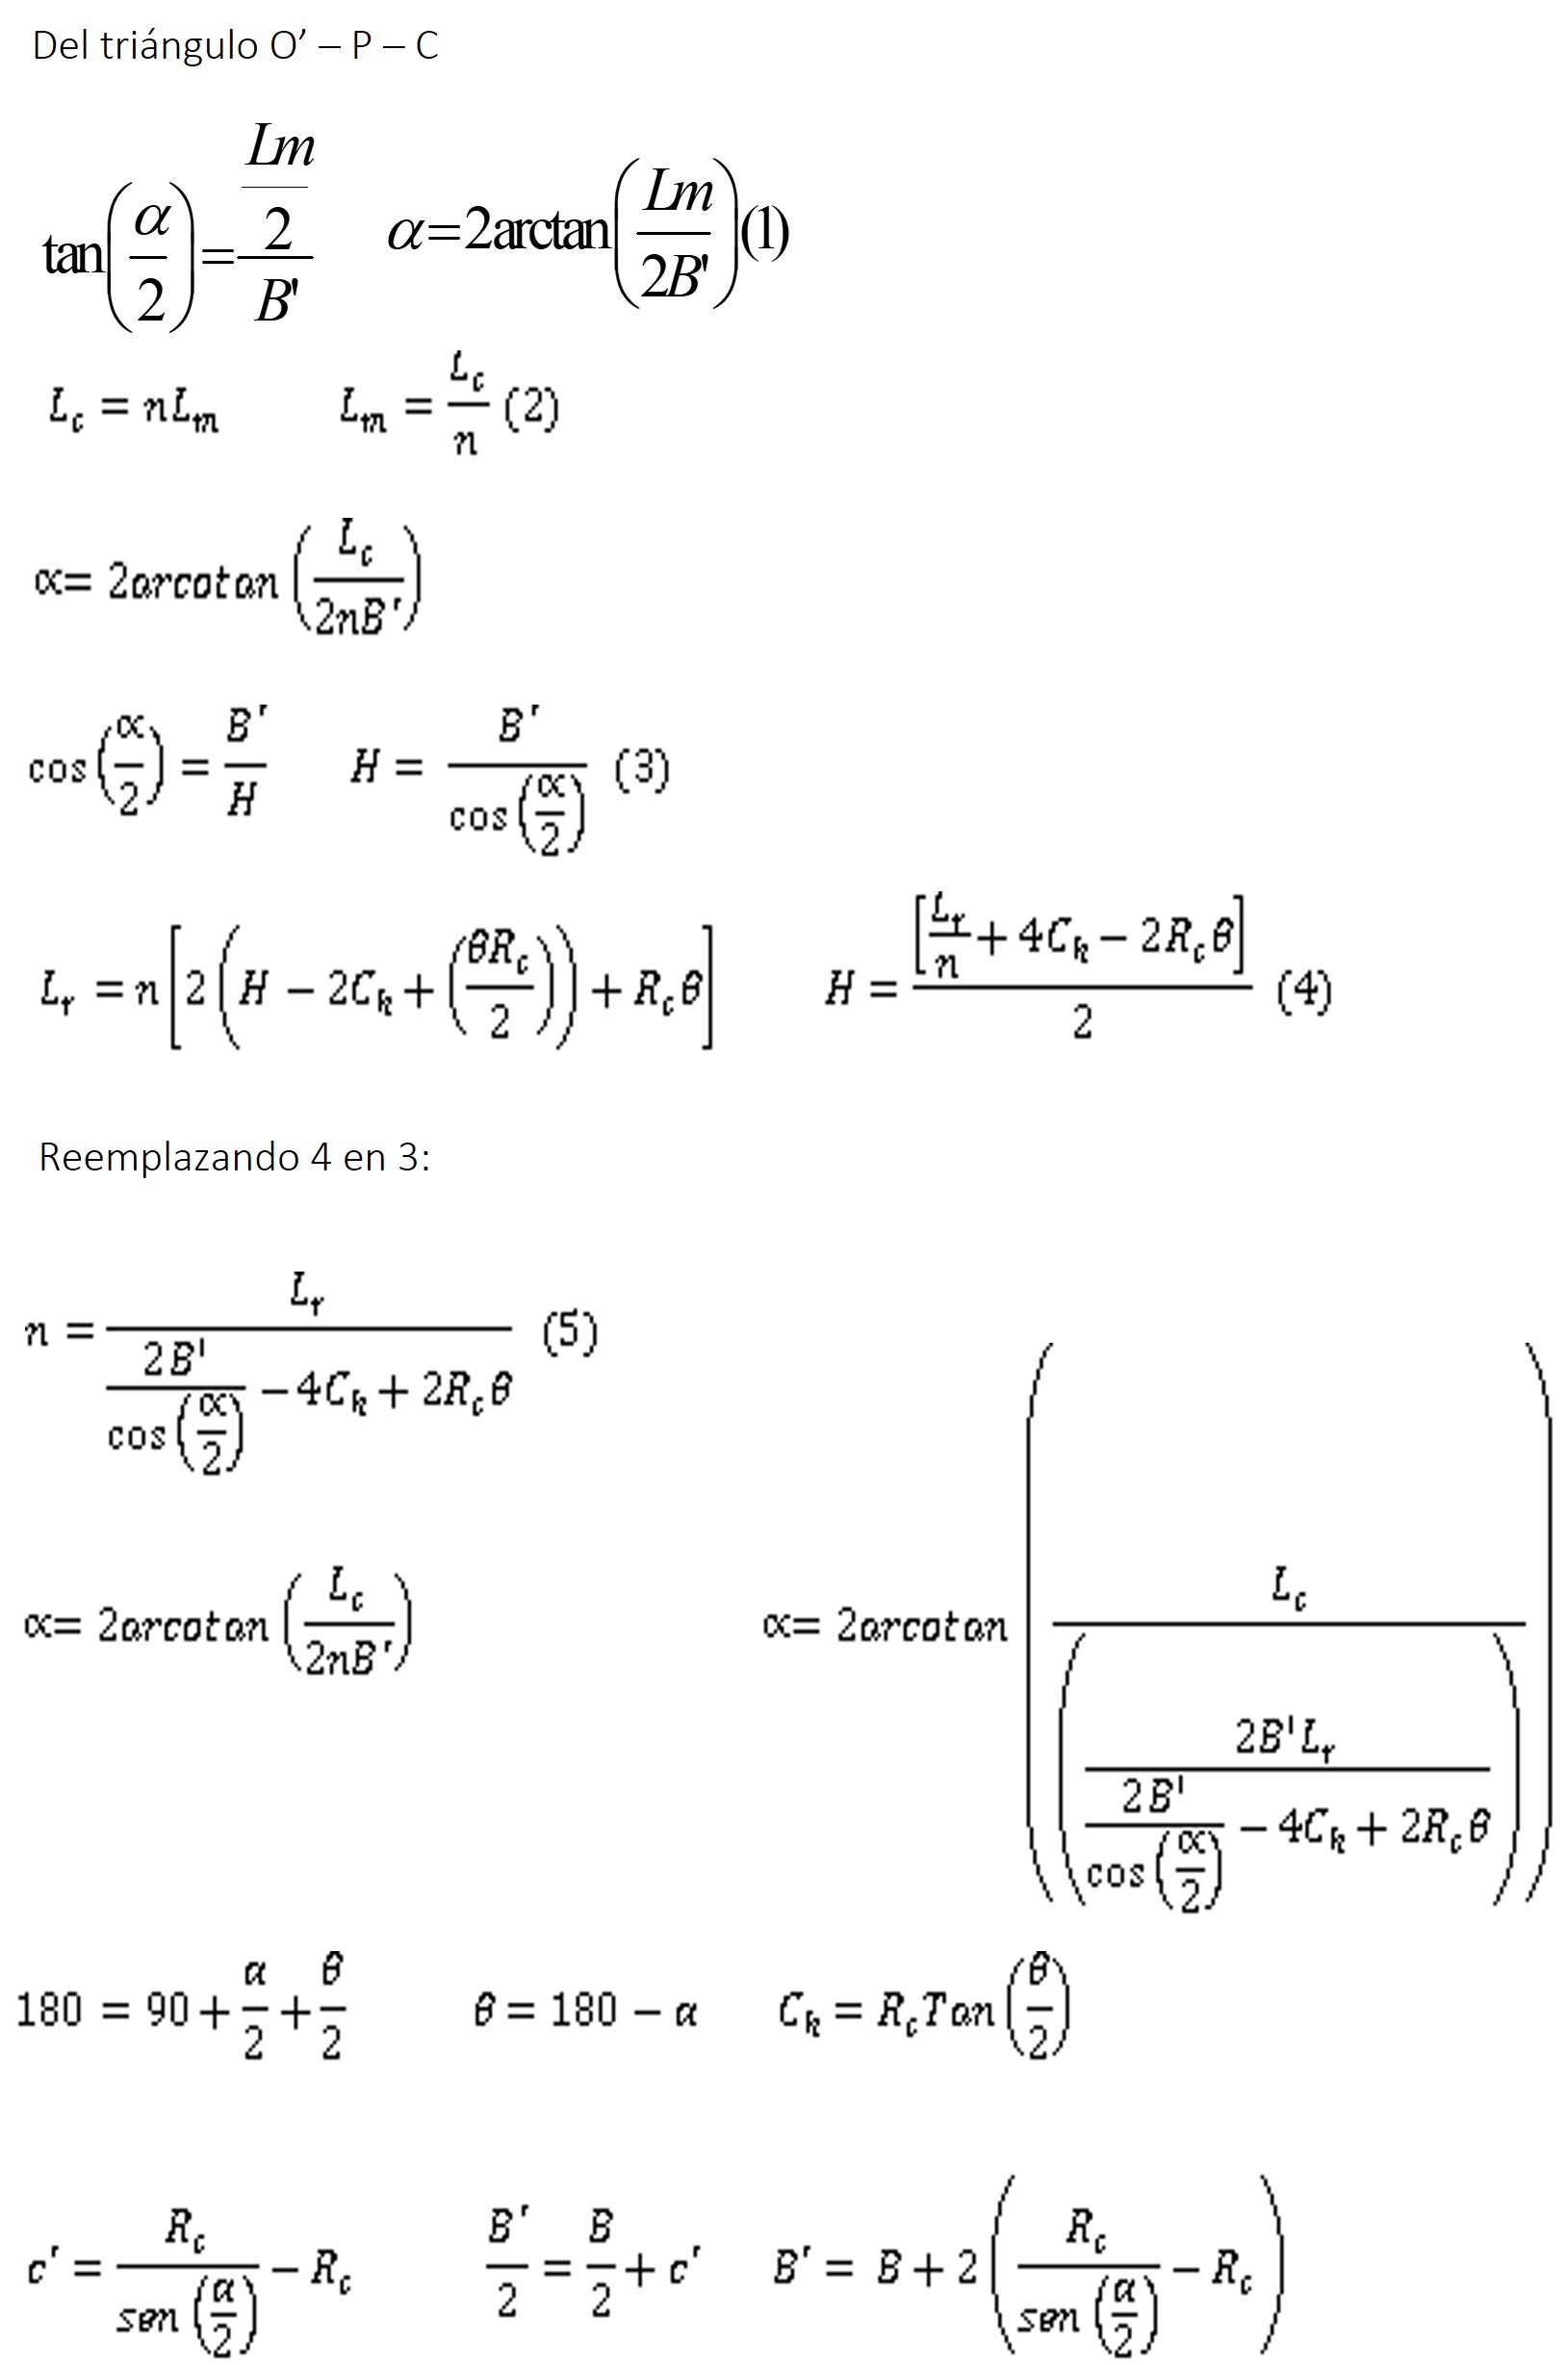 Del triángulo O’ – P – C
tan(α/2) = (Lm/2)/B'    α=2arctan(Lm/2B')(1)
L_c = nL_m    L_m = L_c/n (2)
∝= 2arcotan(L_c/2nB')
cos(∝/2) = B'/H    H = B'/cos(∝/2) (3)
L_r = n[2(H − 2C_k + (θR_c/2)) + R_cθ]    H = [L_r/n + 4C_k − 2R_cθ]/2 (4)
Reemplazando 4 en 3:
n = L_r/(2B'/cos(∝/2) − 4C_k + 2R_cθ) (5)
∝= 2arcotan(L_c/2nB')    ∝= 2arcotan(L_c/(2B'L_r/(2B'/cos(∝/2) − 4C_k + 2R_cθ)))
180 = 90 + α/2 + θ/2    θ = 180 − α    C_k = R_cTan(θ/2)
c' = R_c/sen(α/2) − R_c    B'/2 = B/2 + c'    B' = B + 2(R_c/sen(α/2) − R_c)